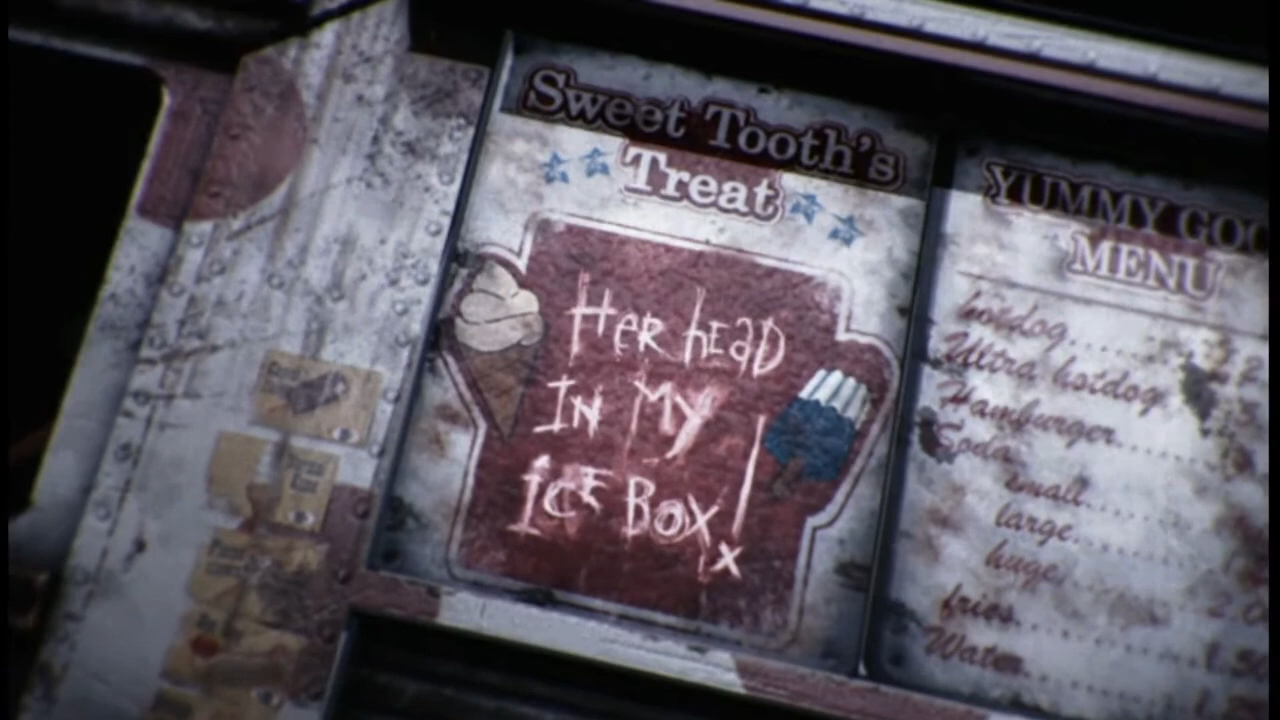 Sweet Tooth's
Treat
Her head
In My
Ice Box!
x
YUMMY
MENU
hotdog
Ultra hotdog
Hamburger
Soda
small
large
huge
fries
Water